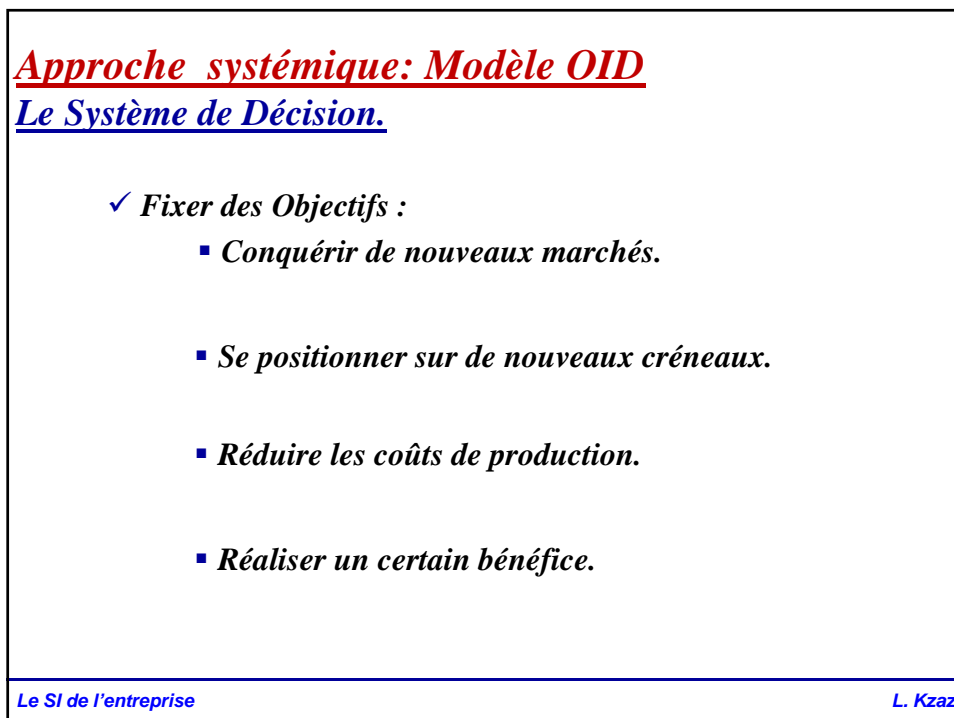 Approche systémique: Modèle OID
Le Système de Décision.
✓ Fixer des Objectifs :
▪ Conquérir de nouveaux marchés.
▪ Se positionner sur de nouveaux créneaux.
▪ Réduire les coûts de production.
▪ Réaliser un certain bénéfice.
Le SI de l’entreprise
L. Kzaz